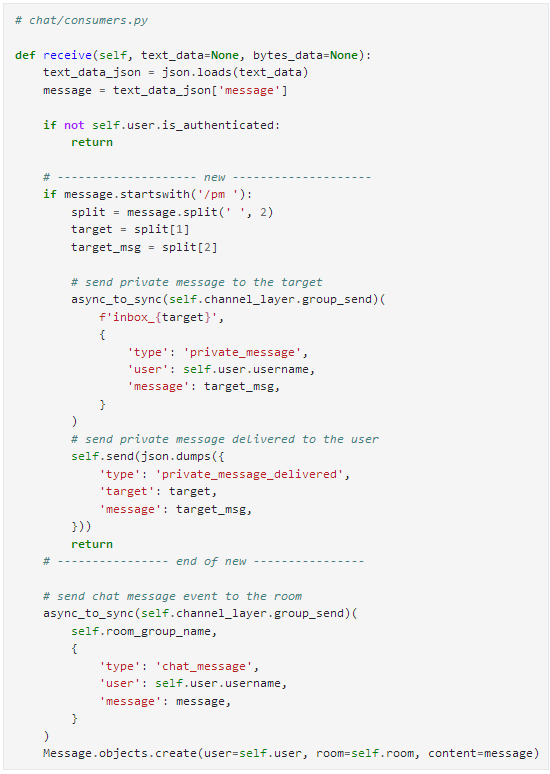 # chat/consumers.py

def receive(self, text_data=None, bytes_data=None):
    text_data_json = json.loads(text_data)
    message = text_data_json['message']

    if not self.user.is_authenticated:
        return

    # -------------------- new --------------------
    if message.startswith('/pm '):
        split = message.split(' ', 2)
        target = split[1]
        target_msg = split[2]

        # send private message to the target
        async_to_sync(self.channel_layer.group_send)(
            f'inbox_{target}',
            {
                'type': 'private_message',
                'user': self.user.username,
                'message': target_msg,
            }
        )
        # send private message delivered to the user
        self.send(json.dumps({
            'type': 'private_message_delivered',
            'target': target,
            'message': target_msg,
        }))
        return
    # ---------------- end of new ----------------

    # send chat message event to the room
    async_to_sync(self.channel_layer.group_send)(
        self.room_group_name,
        {
            'type': 'chat_message',
            'user': self.user.username,
            'message': message,
        }
    )
    Message.objects.create(user=self.user, room=self.room, content=message)